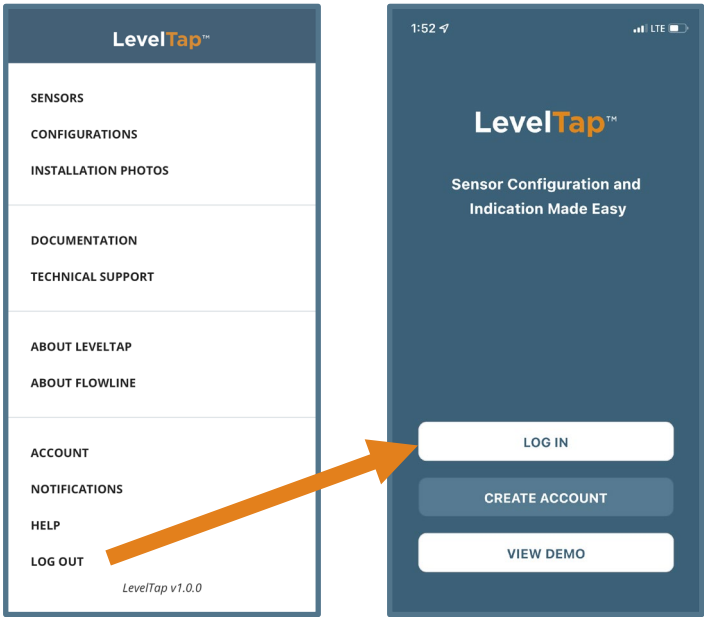 LevelTap™
SENSORS
CONFIGURATIONS
INSTALLATION PHOTOS
DOCUMENTATION
TECHNICAL SUPPORT
ABOUT LEVELTAP
ABOUT FLOWLINE
ACCOUNT
NOTIFICATIONS
HELP
LOG OUT
LevelTap v1.0.0
1:52 LTE
LevelTap™
Sensor Configuration and
Indication Made Easy
LOG IN
CREATE ACCOUNT
VIEW DEMO